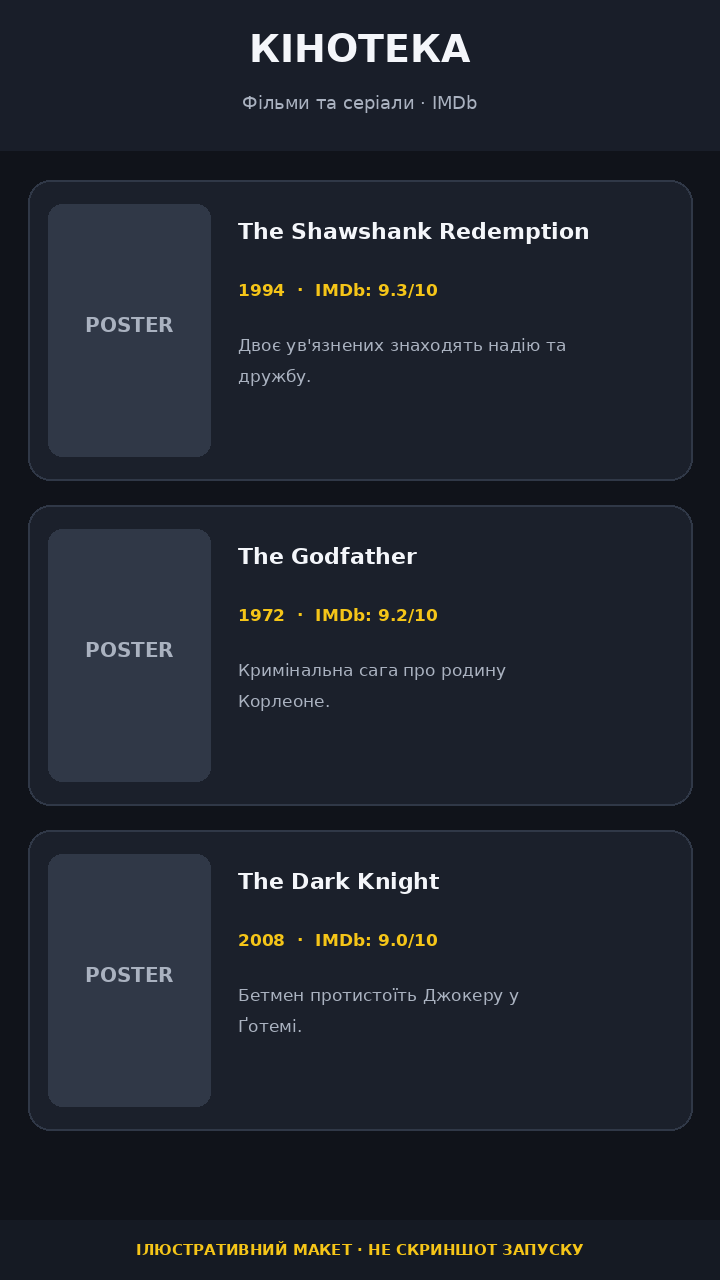 КІНОТЕКА
Фільми та серіали · IMDb
POSTER
The Shawshank Redemption
1994 · IMDb: 9.3/10
Двоє ув'язнених знаходять надію та
дружбу.
POSTER
The Godfather
1972 · IMDb: 9.2/10
Кримінальна сага про родину
Корлеоне.
POSTER
The Dark Knight
2008 · IMDb: 9.0/10
Бетмен протистоїть Джокеру у
Ґотемі.
ІЛЮСТРАТИВНИЙ МАКЕТ · НЕ СКРИНШОТ ЗАПУСКУ